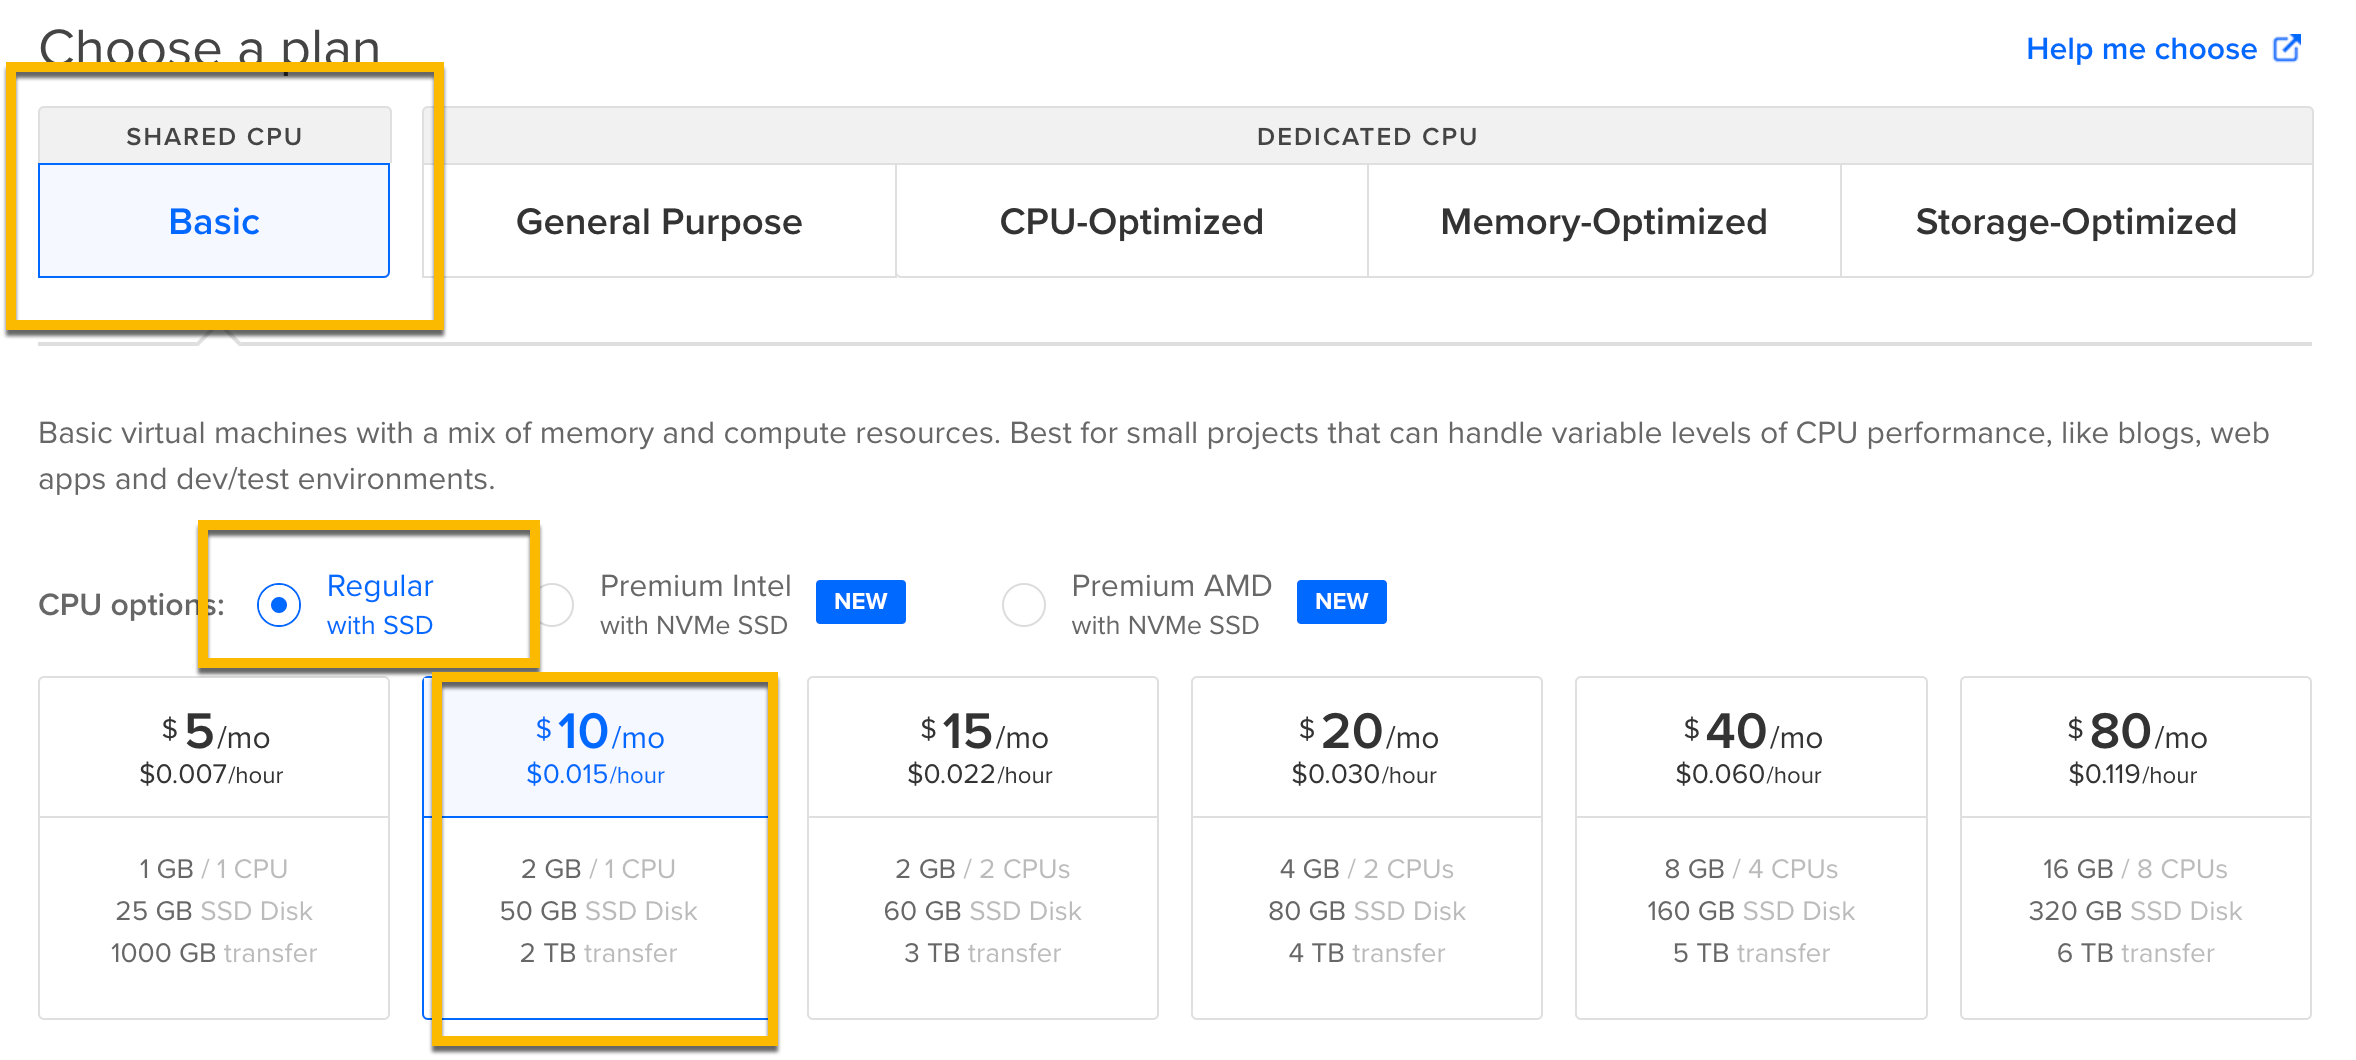 Choose a plan
Help me choose
SHARED CPU
DEDICATED CPU
Basic
General Purpose
CPU-Optimized
Memory-Optimized
Storage-Optimized
Basic virtual machines with a mix of memory and compute resources. Best for small projects that can handle variable levels of CPU performance, like blogs, web
apps and dev/test environments.
CPU options:
Regular
with SSD
Premium Intel
with NVMe SSD
NEW
Premium AMD
with NVMe SSD
NEW
$5/mo
$0.007/hour
1 GB / 1 CPU
25 GB SSD Disk
1000 GB transfer
$10/mo
$0.015/hour
2 GB / 1 CPU
50 GB SSD Disk
2 TB transfer
$15/mo
$0.022/hour
2 GB / 2 CPUs
60 GB SSD Disk
3 TB transfer
$20/mo
$0.030/hour
4 GB / 2 CPUs
80 GB SSD Disk
4 TB transfer
$40/mo
$0.060/hour
8 GB / 4 CPUs
160 GB SSD Disk
5 TB transfer
$80/mo
$0.119/hour
16 GB / 8 CPUs
320 GB SSD Disk
6 TB transfer